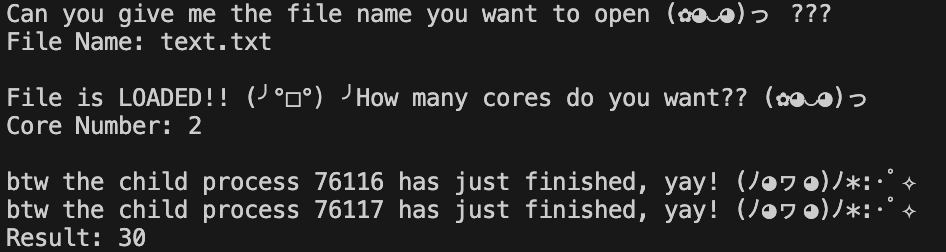 Can you give me the file name you want to open (✿◕‿◕)っ ???
File Name: text.txt
File is LOADED!! (╯°□°) ╯How many cores do you want?? (✿◕‿◕)っ
Core Number: 2
btw the child process 76116 has just finished, yay! (ﾉ◕ヮ◕)ﾉ*:･ﾟ✧
btw the child process 76117 has just finished, yay! (ﾉ◕ヮ◕)ﾉ*:･ﾟ✧
Result: 30